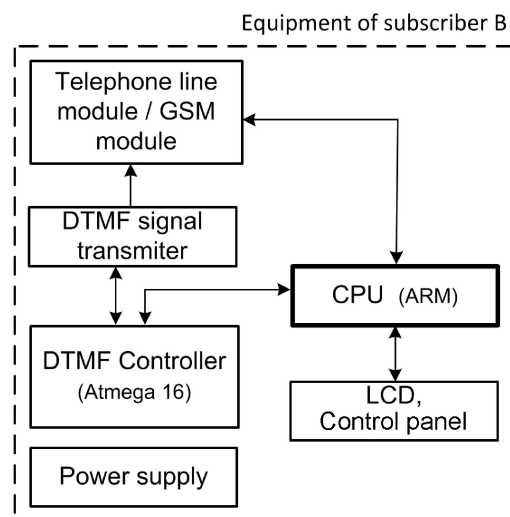 Equipment of subscriber B
Telephone line
module / GSM
module
DTMF signal
transmiter
CPU (ARM)
DTMF Controller
(Atmega 16)
LCD,
Control panel
Power supply